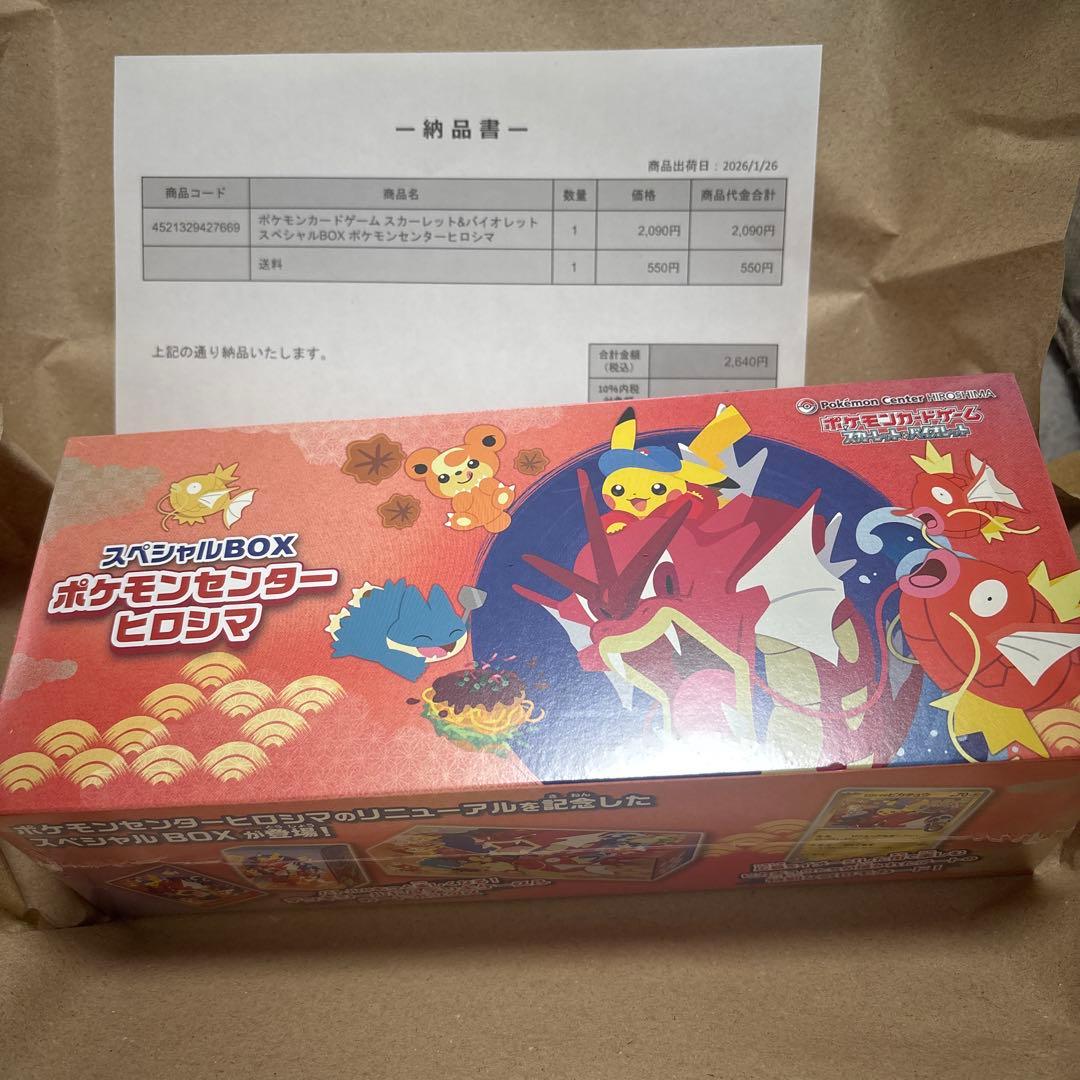 ー納品書ー
商品出荷日：2026/1/26
商品コード 商品名 数量 価格 商品代金合計
4521329427669 ポケモンカードゲーム スカーレット&バイオレット
スペシャルBOX ポケモンセンターヒロシマ 1 2,090円 2,090円
送料 1 550円 550円
上記の通り納品いたします。
合計金額
（税込） 2,640円
10%内税
Pokémon Center HIROSHIMA
ポケモンカードゲーム
スカーレット&バイオレット
スペシャルBOX
ポケモンセンター
ヒロシマ
ポケモンセンターヒロシマのリニューアルを記念した
スペシャルBOXが登場!